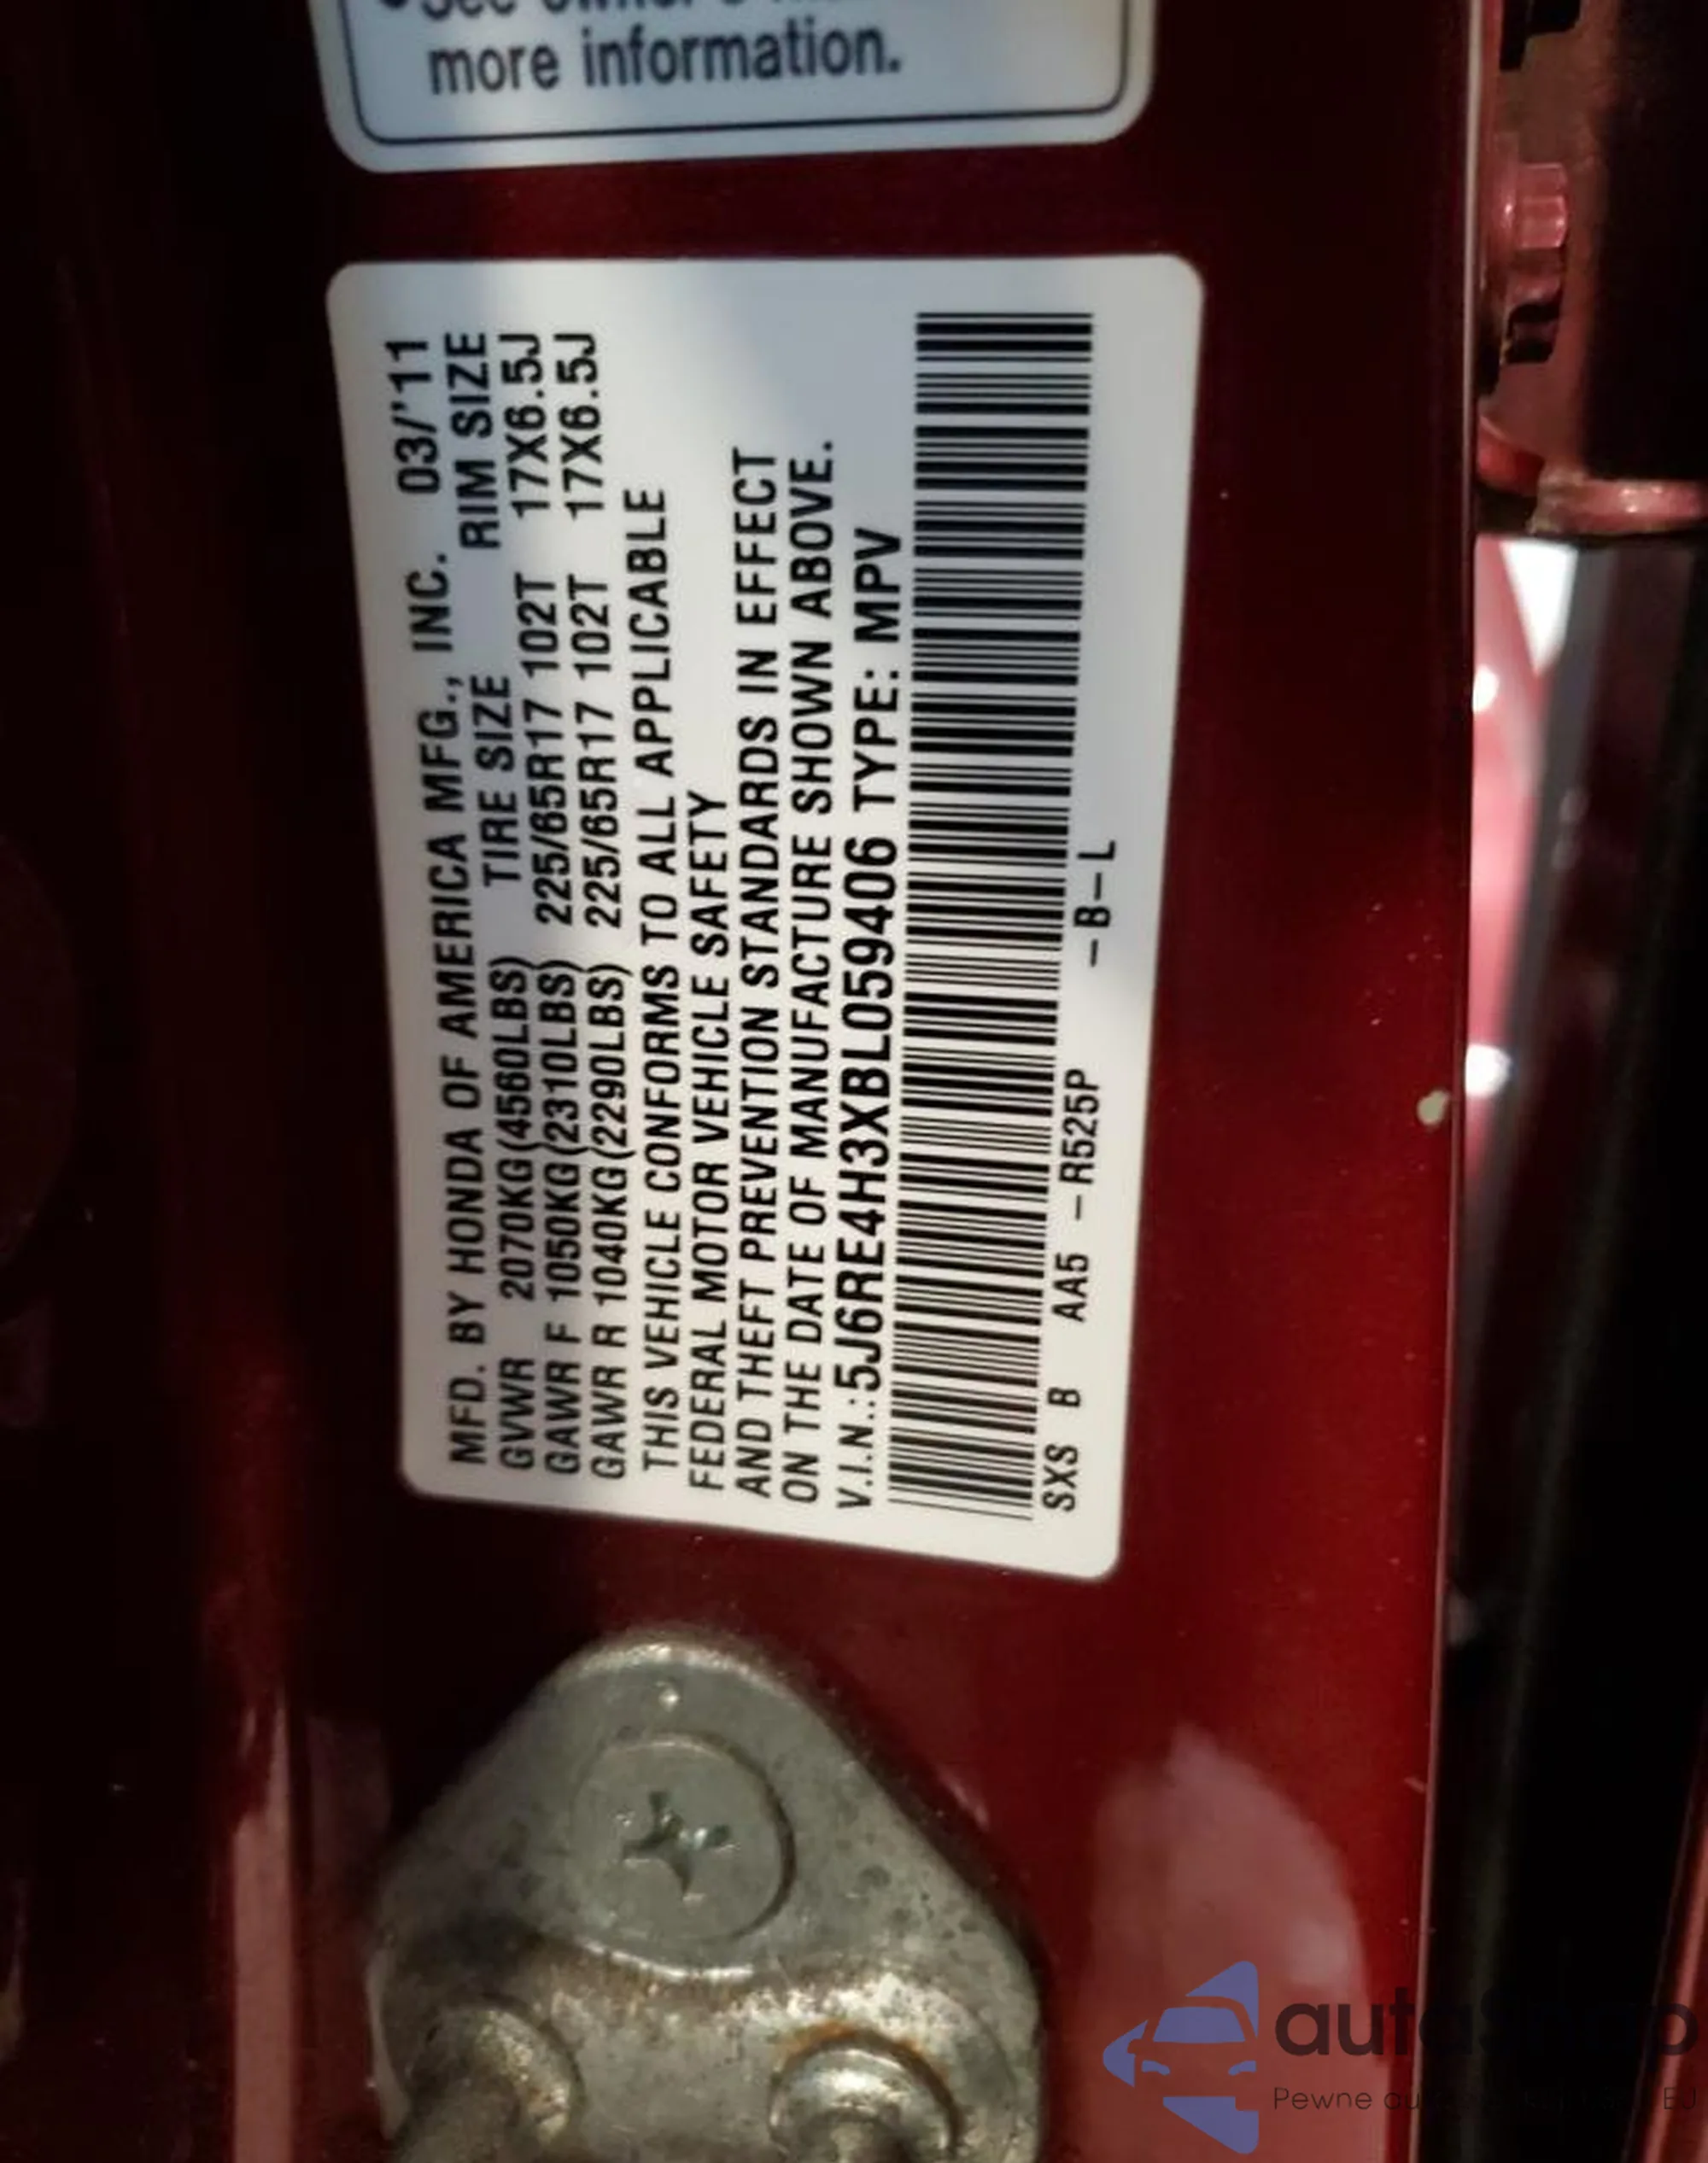 more information.
MFD. BY HONDA OF AMERICA MFG., INC. 03/'11
TIRE SIZE RIM SIZE
GVWR 2070KG(4560LBS) 225/65R17 102T 17X6.5J
GAWR F 1050KG(2310LBS) 225/65R17 102T 17X6.5J
GAWR R 1040KG(2290LBS)
THIS VEHICLE CONFORMS TO ALL APPLICABLE
FEDERAL MOTOR VEHICLE SAFETY
AND THEFT PREVENTION STANDARDS IN EFFECT
ON THE DATE OF MANUFACTURE SHOWN ABOVE.
V.I.N.:5J6RE4H3XBL059406 TYPE: MPV
SXS B AA5 -R525P -B-L
Pewne